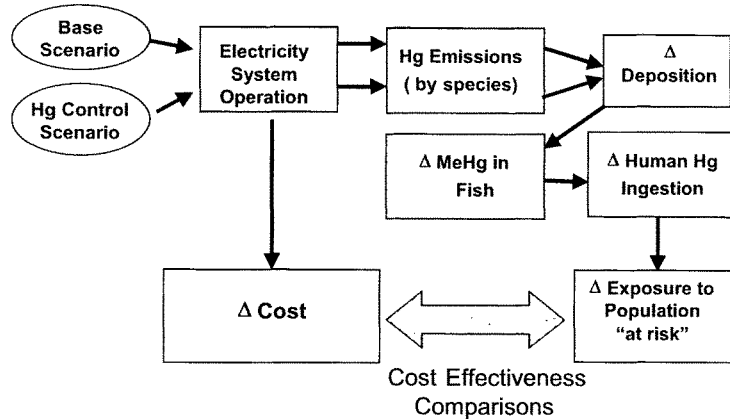 Base
Scenario
Hg Control
Scenario
Electricity
System
Operation
Hg Emissions
( by species)
Δ
Deposition
Δ MeHg in
Fish
Δ Human Hg
Ingestion
Δ Cost
Δ Exposure to
Population
“at risk”
Cost Effectiveness
Comparisons